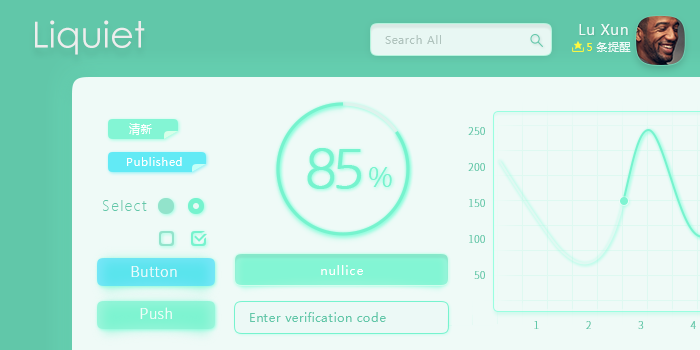 Liquiet
Search All
Lu Xun
5 条提醒
清新
Published
Select
Button
Push
85%
nullice
Enter verification code
250
200
150
100
50
1 2 3 4